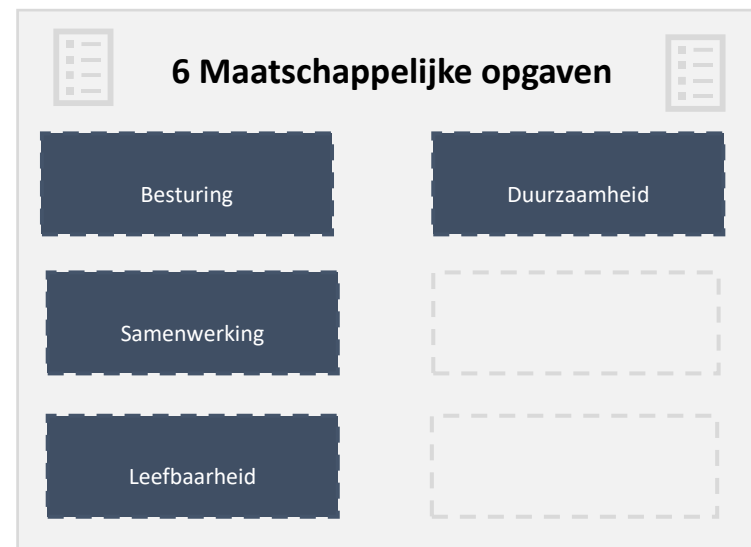 6 Maatschappelijke opgaven
Besturing
Duurzaamheid
Samenwerking
Leefbaarheid